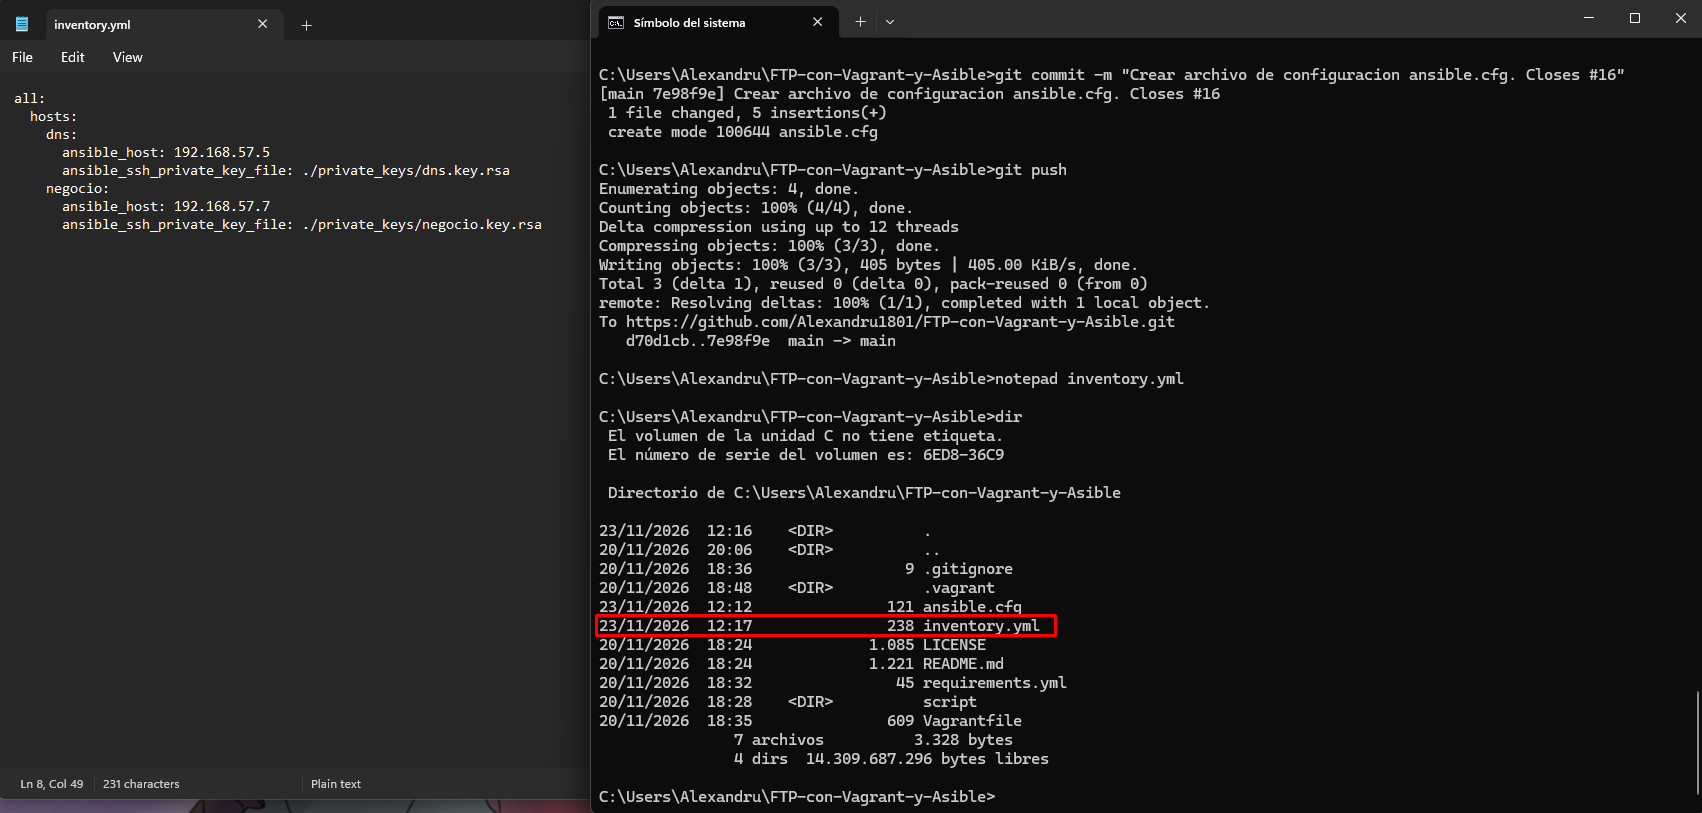 inventory.yml
File Edit View
all:
  hosts:
    dns:
      ansible_host: 192.168.57.5
      ansible_ssh_private_key_file: ./private_keys/dns.key.rsa
    negocio:
      ansible_host: 192.168.57.7
      ansible_ssh_private_key_file: ./private_keys/negocio.key.rsa
Ln 8, Col 49 231 characters Plain text
Símbolo del sistema
C:\Users\Alexandru\FTP-con-Vagrant-y-Asible>git commit -m "Crear archivo de configuracion ansible.cfg. Closes #16"
[main 7e98f9e] Crear archivo de configuracion ansible.cfg. Closes #16
 1 file changed, 5 insertions(+)
 create mode 100644 ansible.cfg
C:\Users\Alexandru\FTP-con-Vagrant-y-Asible>git push
Enumerating objects: 4, done.
Counting objects: 100% (4/4), done.
Delta compression using up to 12 threads
Compressing objects: 100% (3/3), done.
Writing objects: 100% (3/3), 405 bytes | 405.00 KiB/s, done.
Total 3 (delta 1), reused 0 (delta 0), pack-reused 0 (from 0)
remote: Resolving deltas: 100% (1/1), completed with 1 local object.
To https://github.com/Alexandru1801/FTP-con-Vagrant-y-Asible.git
   d70d1cb..7e98f9e  main -> main
C:\Users\Alexandru\FTP-con-Vagrant-y-Asible>notepad inventory.yml
C:\Users\Alexandru\FTP-con-Vagrant-y-Asible>dir
 El volumen de la unidad C no tiene etiqueta.
 El número de serie del volumen es: 6ED8-36C9
 Directorio de C:\Users\Alexandru\FTP-con-Vagrant-y-Asible
23/11/2026  12:16    <DIR>          .
20/11/2026  20:06    <DIR>          ..
20/11/2026  18:36                 9 .gitignore
20/11/2026  18:48    <DIR>          .vagrant
23/11/2026  12:12               121 ansible.cfg
23/11/2026  12:17               238 inventory.yml
20/11/2026  18:24             1.085 LICENSE
20/11/2026  18:24             1.221 README.md
20/11/2026  18:32                45 requirements.yml
20/11/2026  18:28    <DIR>          script
20/11/2026  18:35               609 Vagrantfile
               7 archivos          3.328 bytes
               4 dirs  14.309.687.296 bytes libres
C:\Users\Alexandru\FTP-con-Vagrant-y-Asible>